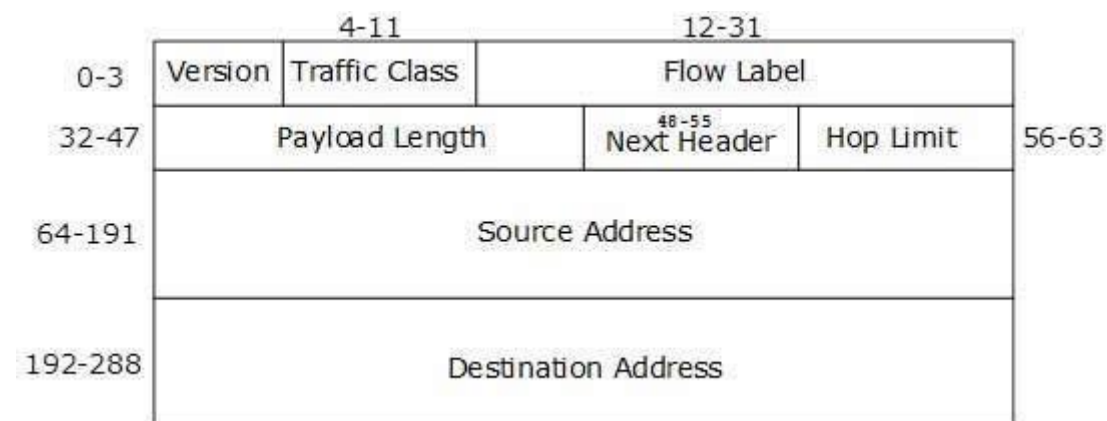 4-11 12-31
0-3 Version Traffic Class Flow Label
48-55
32-47 Payload Length Next Header Hop Limit 56-63
64-191 Source Address
192-288 Destination Address